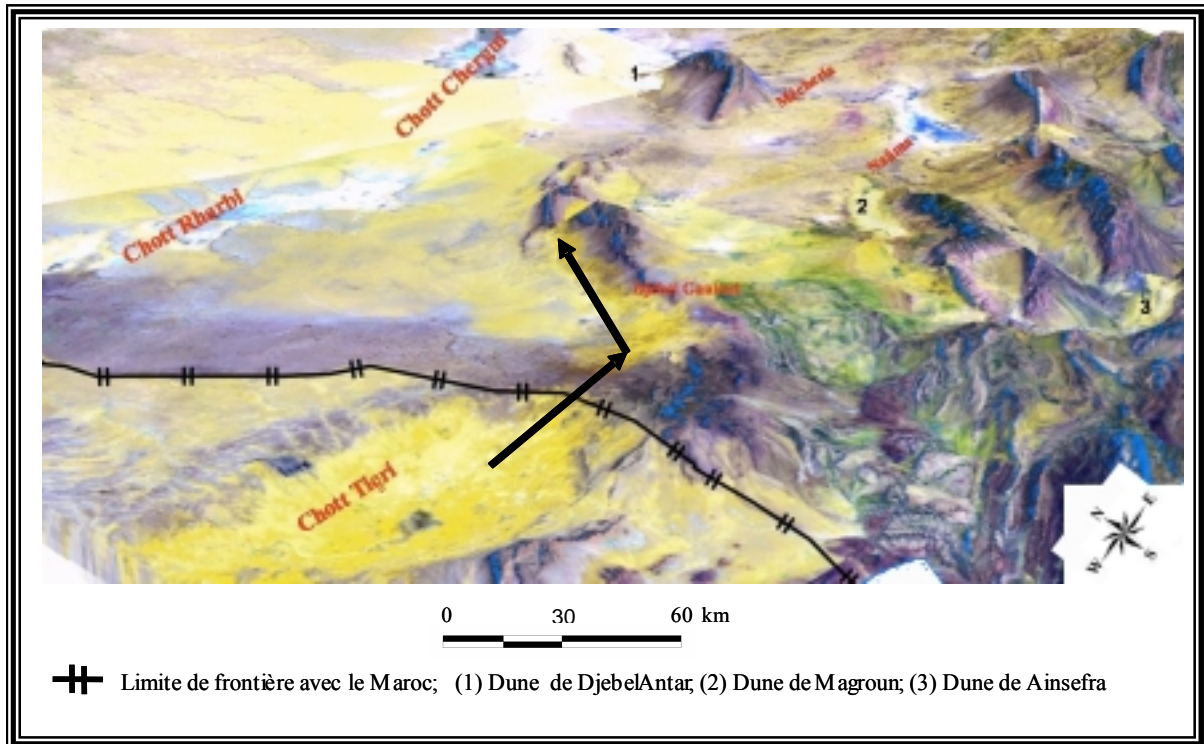 Chott Chergui
1
Mécheria
Naâma
Chott Rharbi
2
3
Chott Tigri
N
E
W
S
0 30 60 km
Limite de frontière avec le Maroc; (1) Dune de DjebelAntar, (2) Dune de Magroun; (3) Dune de Ainsefra